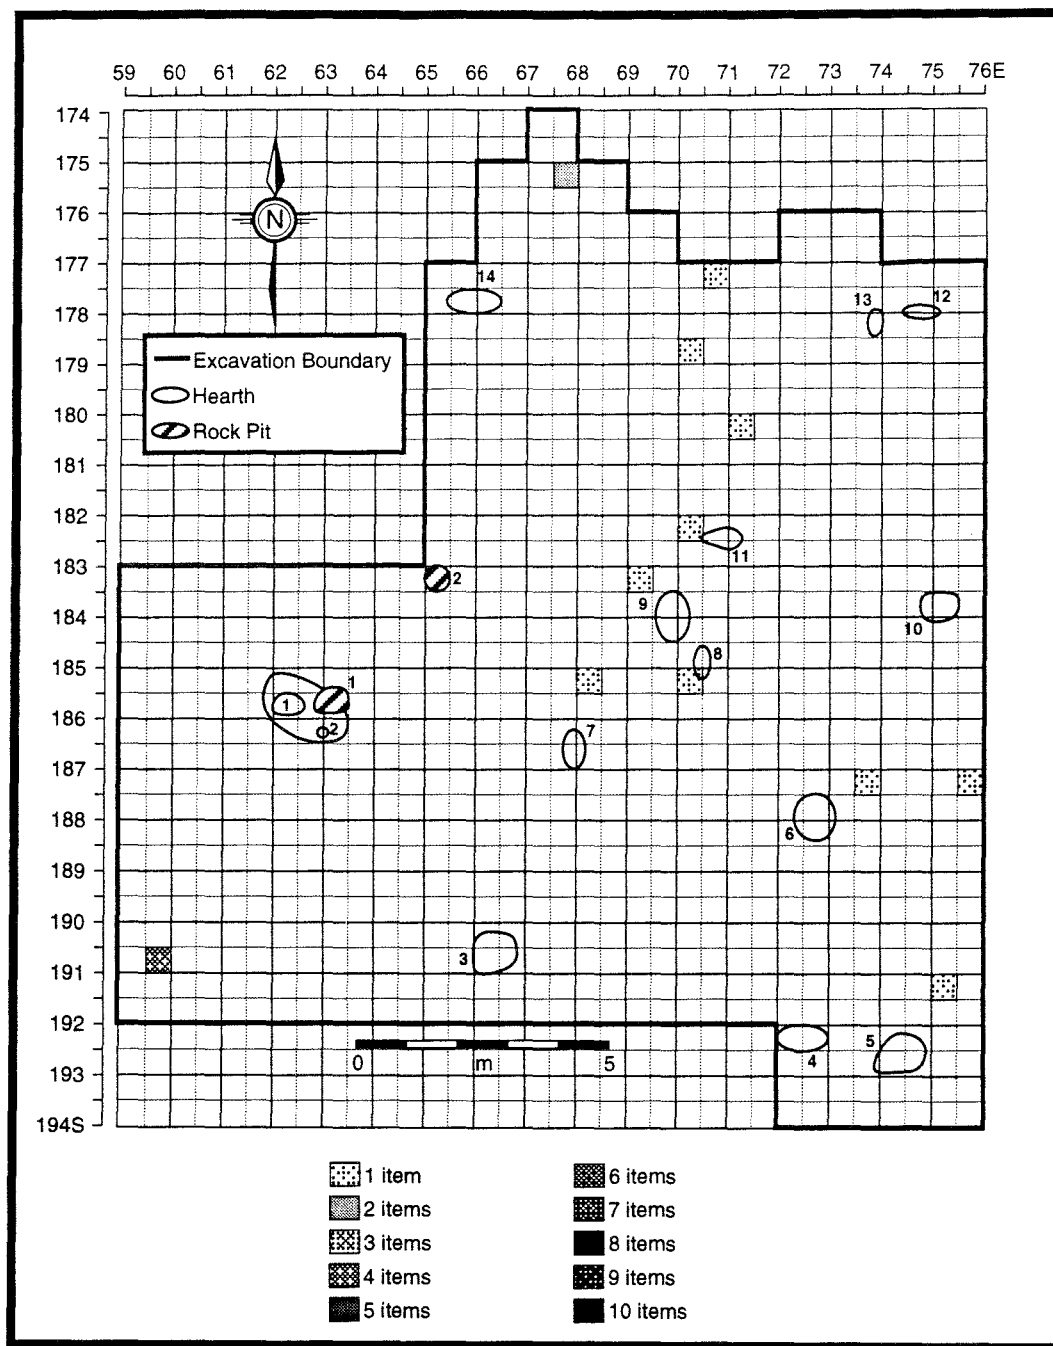 59 60 61 62 63 64 65 66 67 68 69 70 71 72 73 74 75 76E
174
175
176
N
177
14
178
13 12
179
Excavation Boundary
Hearth
180
Rock Pit
181
182
11
183
2
9
184
10
8
185
1
1
186
2
7
187
188
6
189
190
3
191
192
5
4
193
0 m 5
194S
1 item 6 items
2 items 7 items
3 items 8 items
4 items 9 items
5 items 10 items